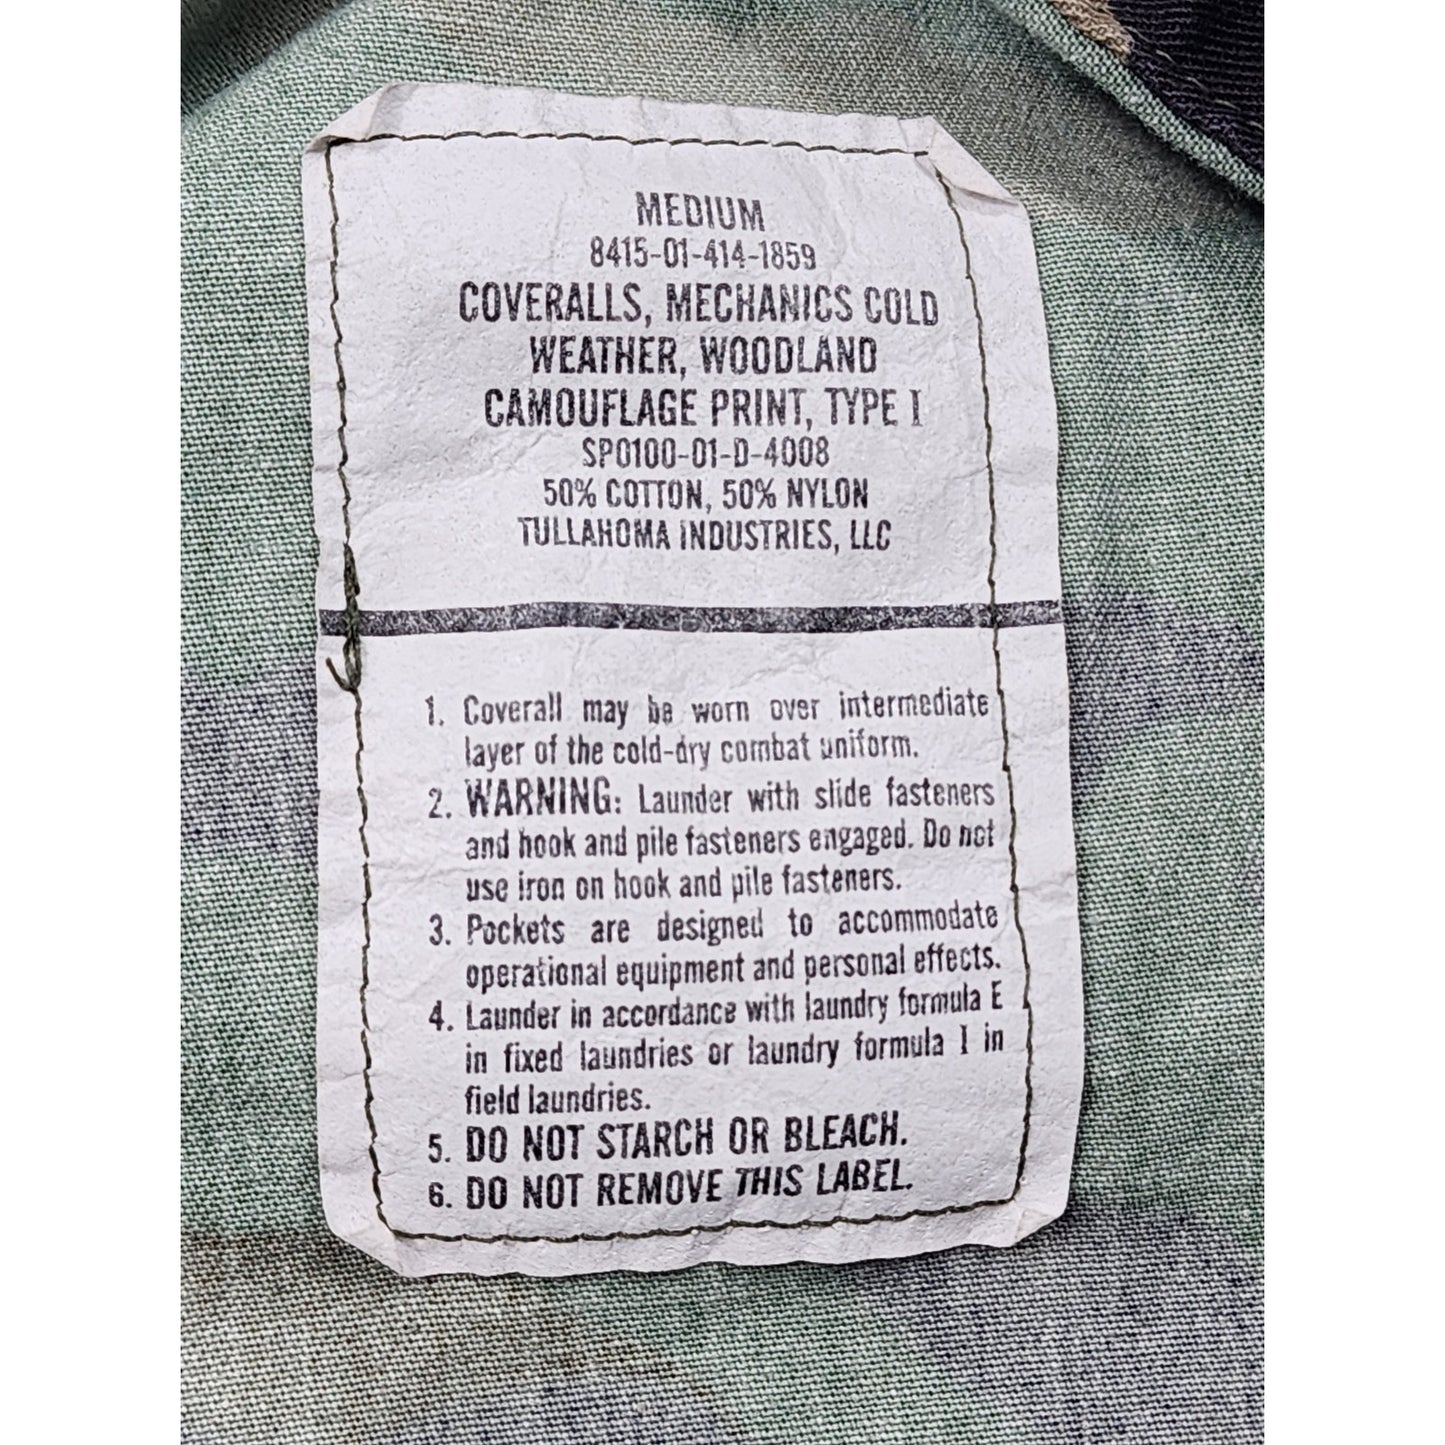 MEDIUM
8415-01-414-1859
COVERALLS, MECHANICS COLD
WEATHER, WOODLAND
CAMOUFLAGE PRINT, TYPE I
SP0100-01-D-4008
50% COTTON, 50% NYLON
TULLAHOMA INDUSTRIES, LLC
1. Coverall may be worn over intermediate
layer of the cold-dry combat uniform.
2. WARNING: Launder with slide fasteners
and hook and pile fasteners engaged. Do not
use iron on hook and pile fasteners.
3. Pockets are designed to accommodate
operational equipment and personal effects.
4. Launder in accordance with laundry formula E
in fixed laundries or laundry formula I in
field laundries.
5. DO NOT STARCH OR BLEACH.
6. DO NOT REMOVE THIS LABEL.